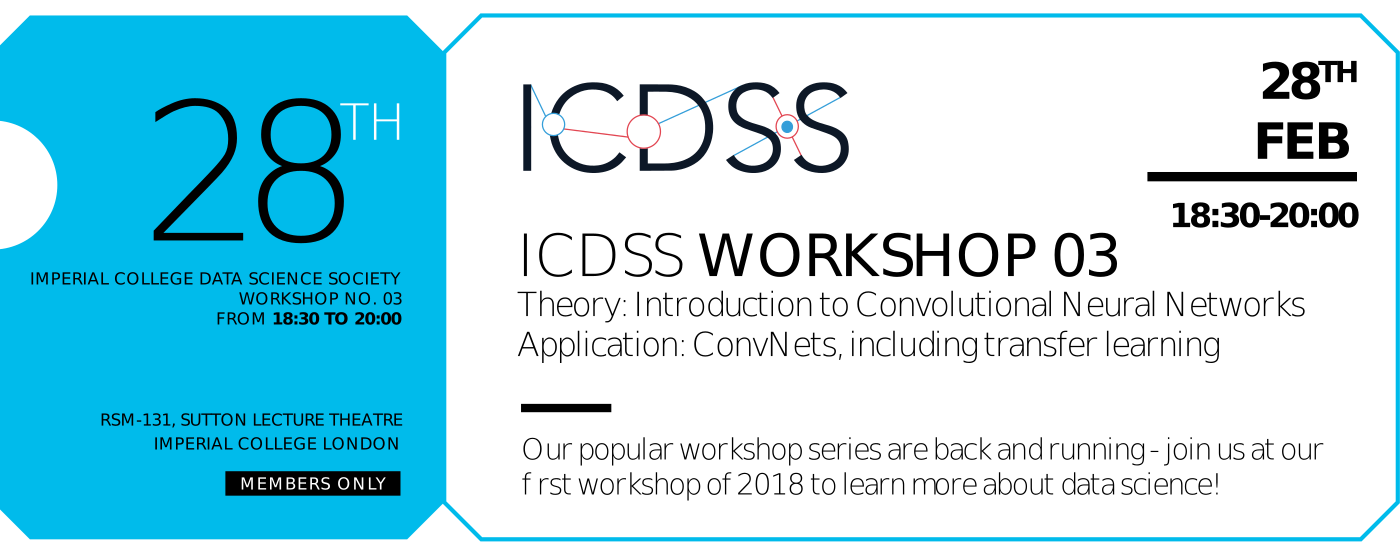 28TH
IMPERIAL COLLEGE DATA SCIENCE SOCIETY
WORKSHOP NO. 03
FROM 18:30 TO 20:00
RSM-131, SUTTON LECTURE THEATRE
IMPERIAL COLLEGE LONDON
MEMBERS ONLY
ICDSS
28TH
FEB
18:30-20:00
ICDSS WORKSHOP 03
Theory: Introduction to Convolutional Neural Networks
Application: ConvNets, including transfer learning
Our popular workshop series are back and running - join us at our
f rst workshop of 2018 to learn more about data science!